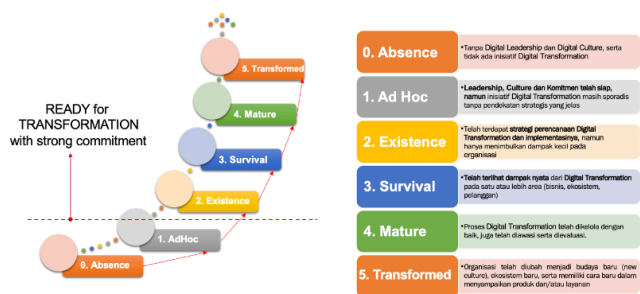 READY for
TRANSFORMATION
with strong commitment
5. Transformed
4. Mature
3. Survival
2. Existence
1. AdHoc
0. Absence
0. Absence
•Tanpa Digital Leadership dan Digital Culture, serta
tidak ada inisiatif Digital Transformation
1. Ad Hoc
•Leadership, Culture dan Komitmen telah siap,
namun inisiatif Digital Transformation masih sporadis
tanpa pendekatan strategis yang jelas
2. Existence
•Telah terdapat strategi perencanaan Digital
Transformation dan implementasinya, namun
hanya menimbulkan dampak kecil pada
organisasi
3. Survival
•Telah terlihat dampak nyata dari Digital Transformation
pada satu atau lebih area (bisnis, ekosistem,
pelanggan)
4. Mature
•Proses Digital Transformation telah dikelola dengan
baik, juga telah diawasi serta dievaluasi.
5. Transformed
•Organisasi telah diubah menjadi budaya baru (new
culture), ekosistem baru, serta memiliki cara baru dalam
menyampaikan produk dan/atau layanan